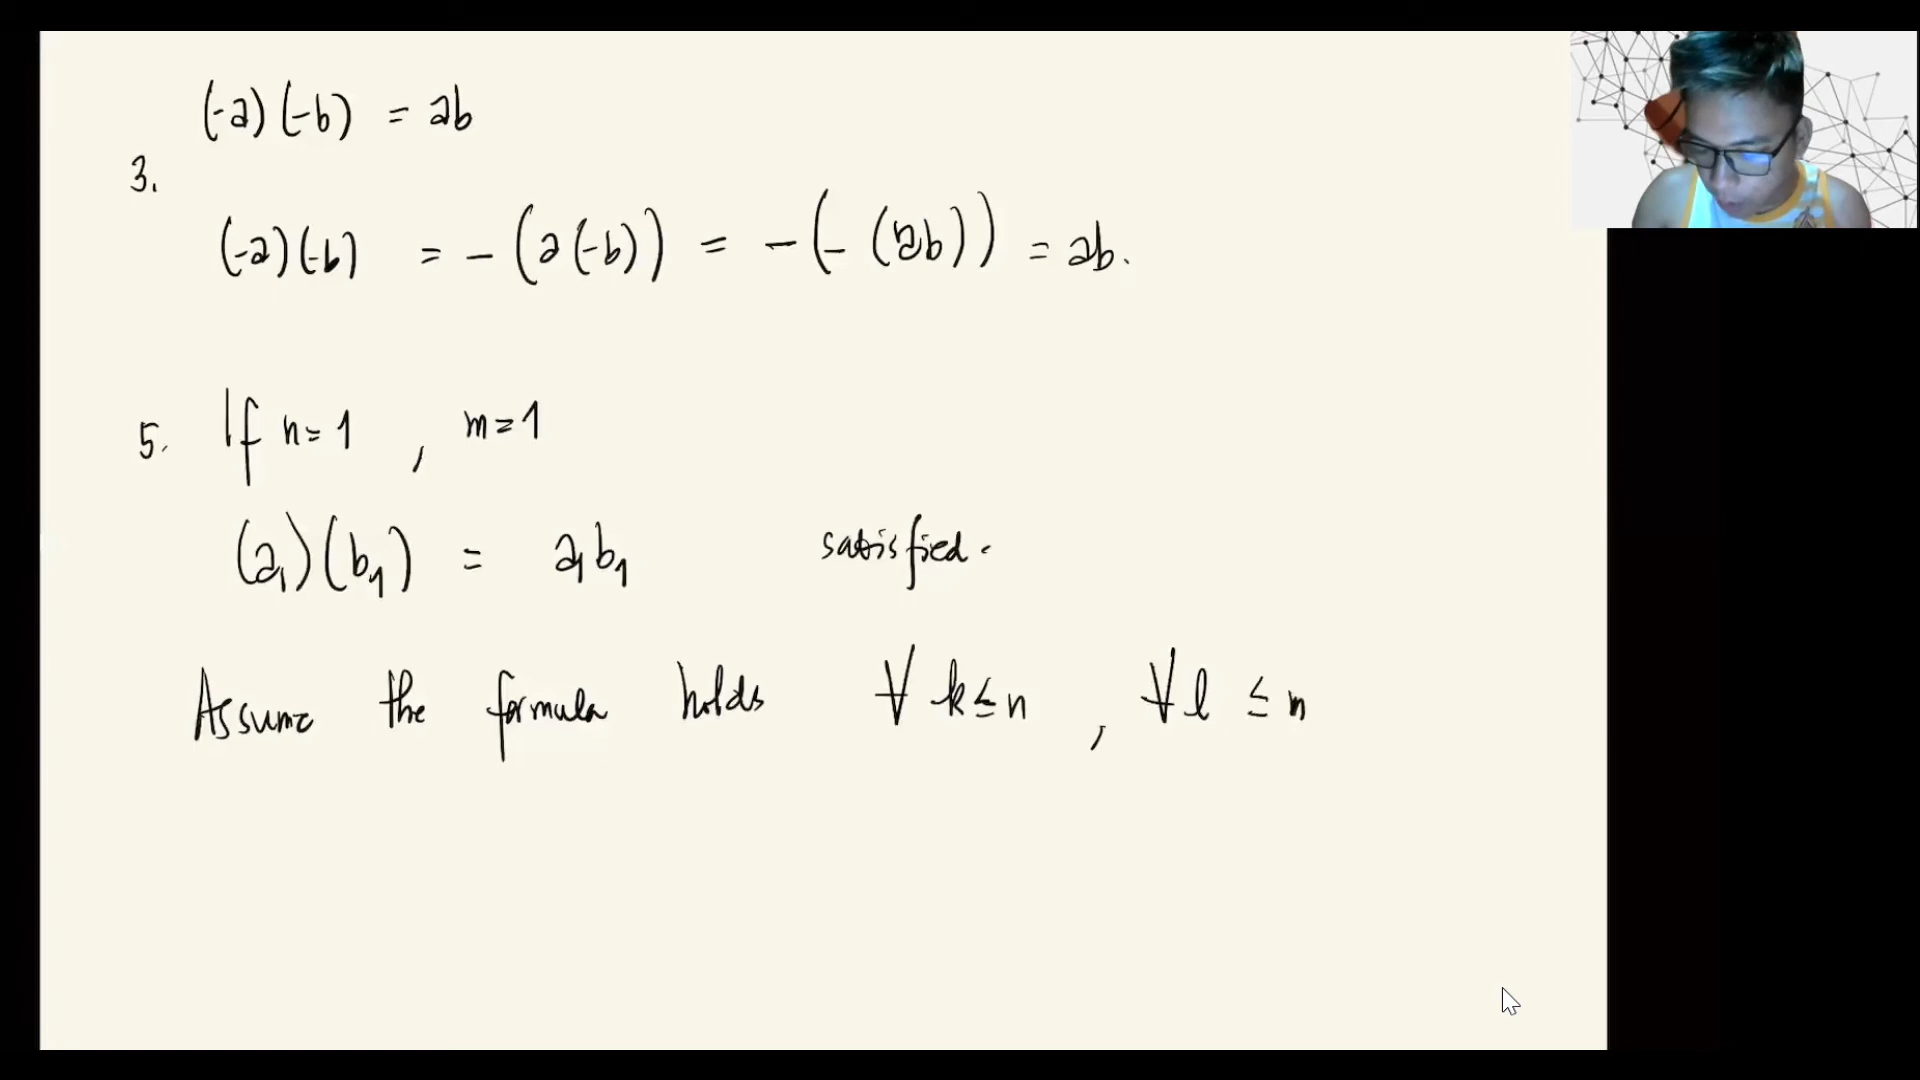 (-a)(-b) = ab
3.
(-a)(-b) = -(a(-b)) = -(-(ab)) = ab.
5. If n=1 , m=1
(a₁)(b₁) = a₁b₁ satisfied.
Assume the formula holds ∀ k≤n , ∀ l ≤ m